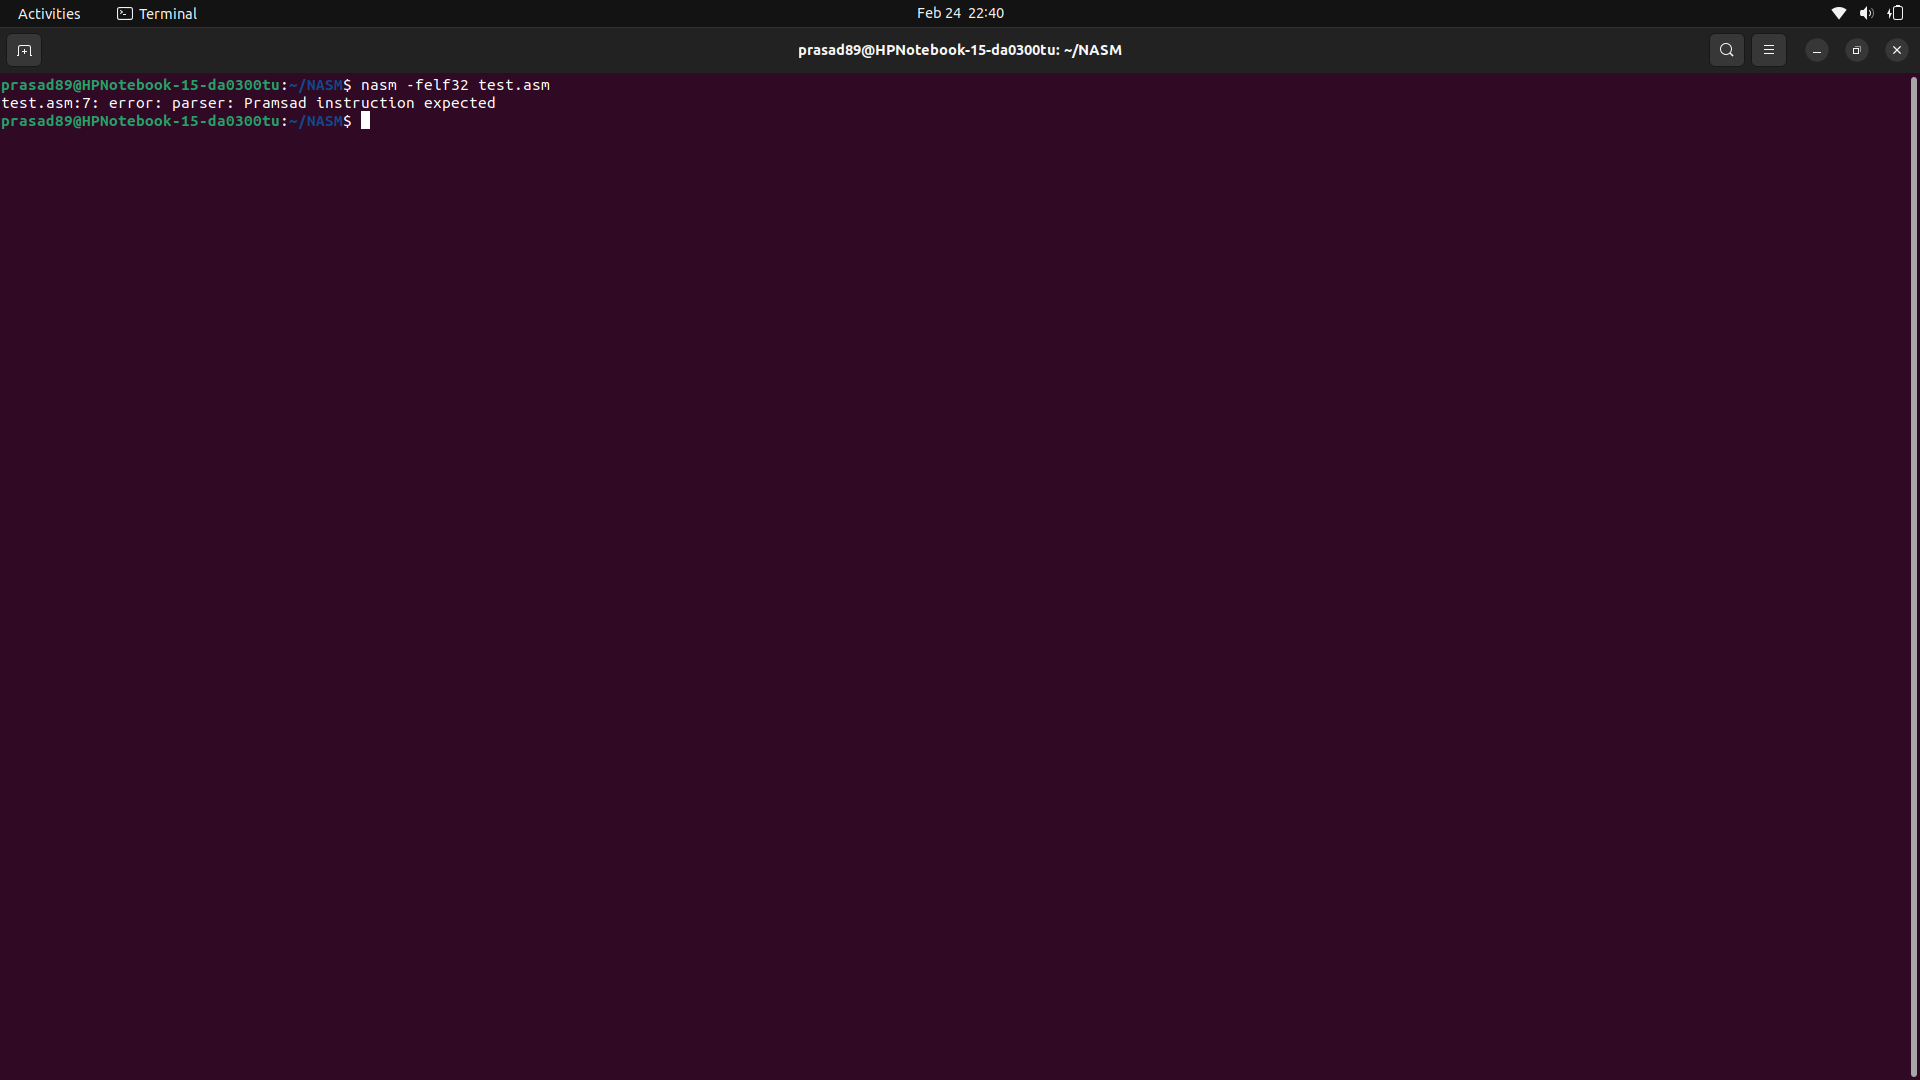 Activities
Terminal
Feb 24 22:40
prasad89@HPNotebook-15-da0300tu: ~/NASM
prasad89@HPNotebook-15-da0300tu:~/NASM$ nasm -felf32 test.asm
test.asm:7: error: parser: Pramsad instruction expected
prasad89@HPNotebook-15-da0300tu:~/NASM$